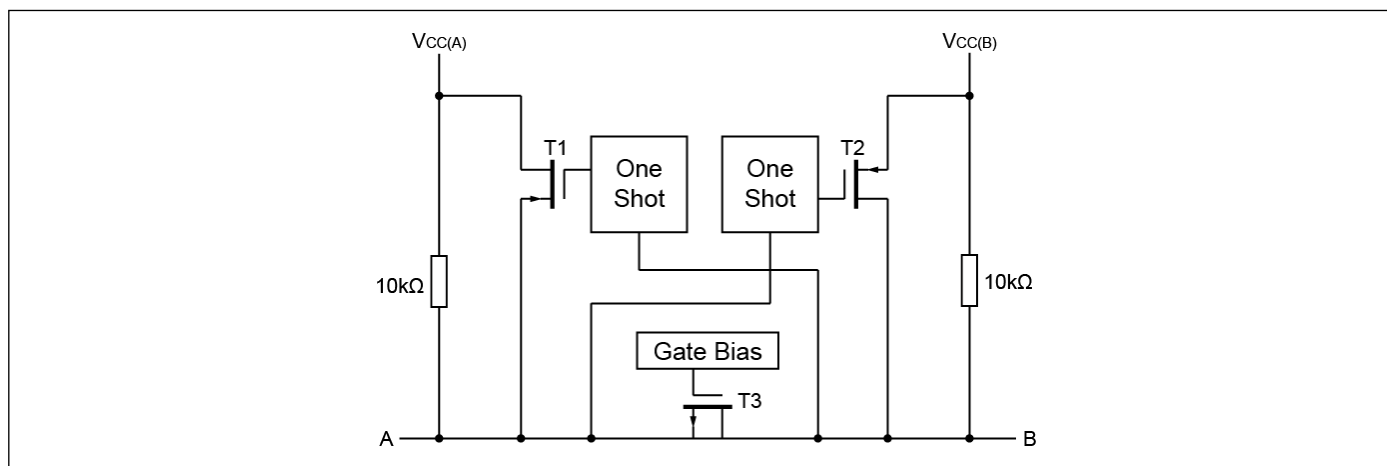 VCC(A) VCC(B)
T1 One Shot One Shot T2
10kΩ 10kΩ
Gate Bias
T3
A B